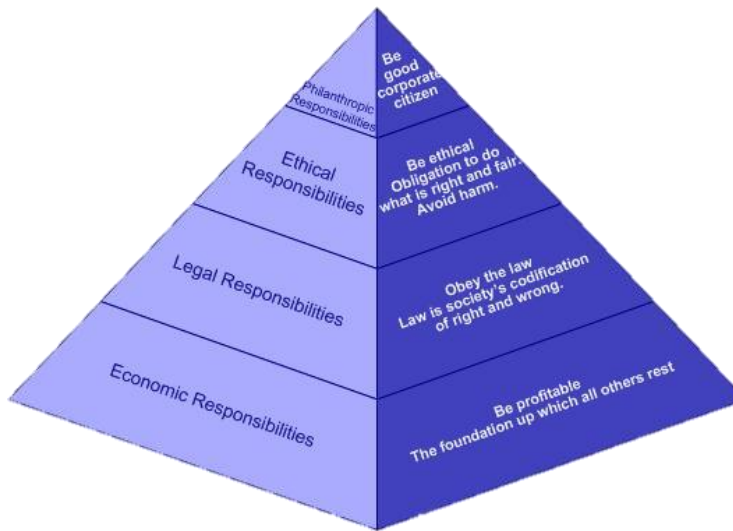 Philanthropic
Responsibilities
Be
good
corporate
citizen
Ethical
Responsibilities
Be ethical
Obligation to do
what is right and fair.
Avoid harm.
Legal Responsibilities
Obey the law
Law is society's codification
of right and wrong.
Economic Responsibilities
Be profitable
The foundation up which all others rest